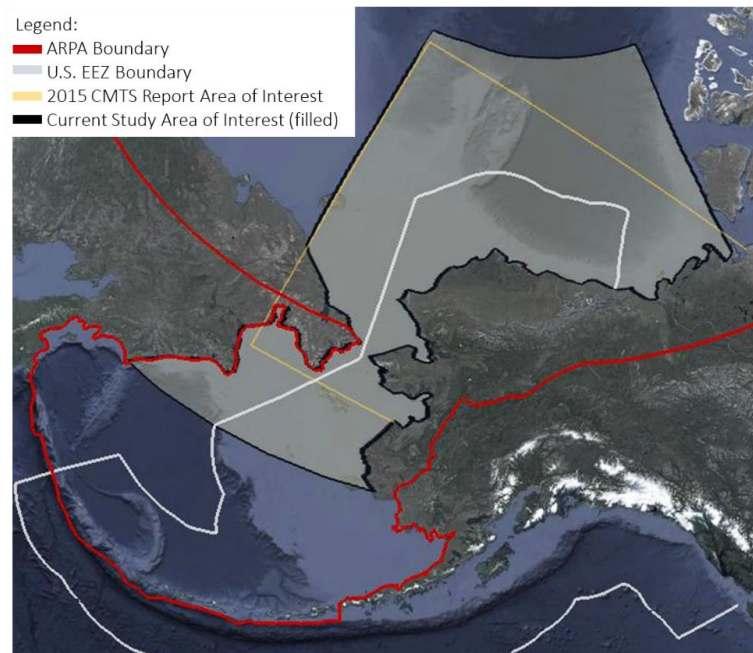 Legend:
ARPA Boundary
U.S. EEZ Boundary
2015 CMTS Report Area of Interest
Current Study Area of Interest (filled)